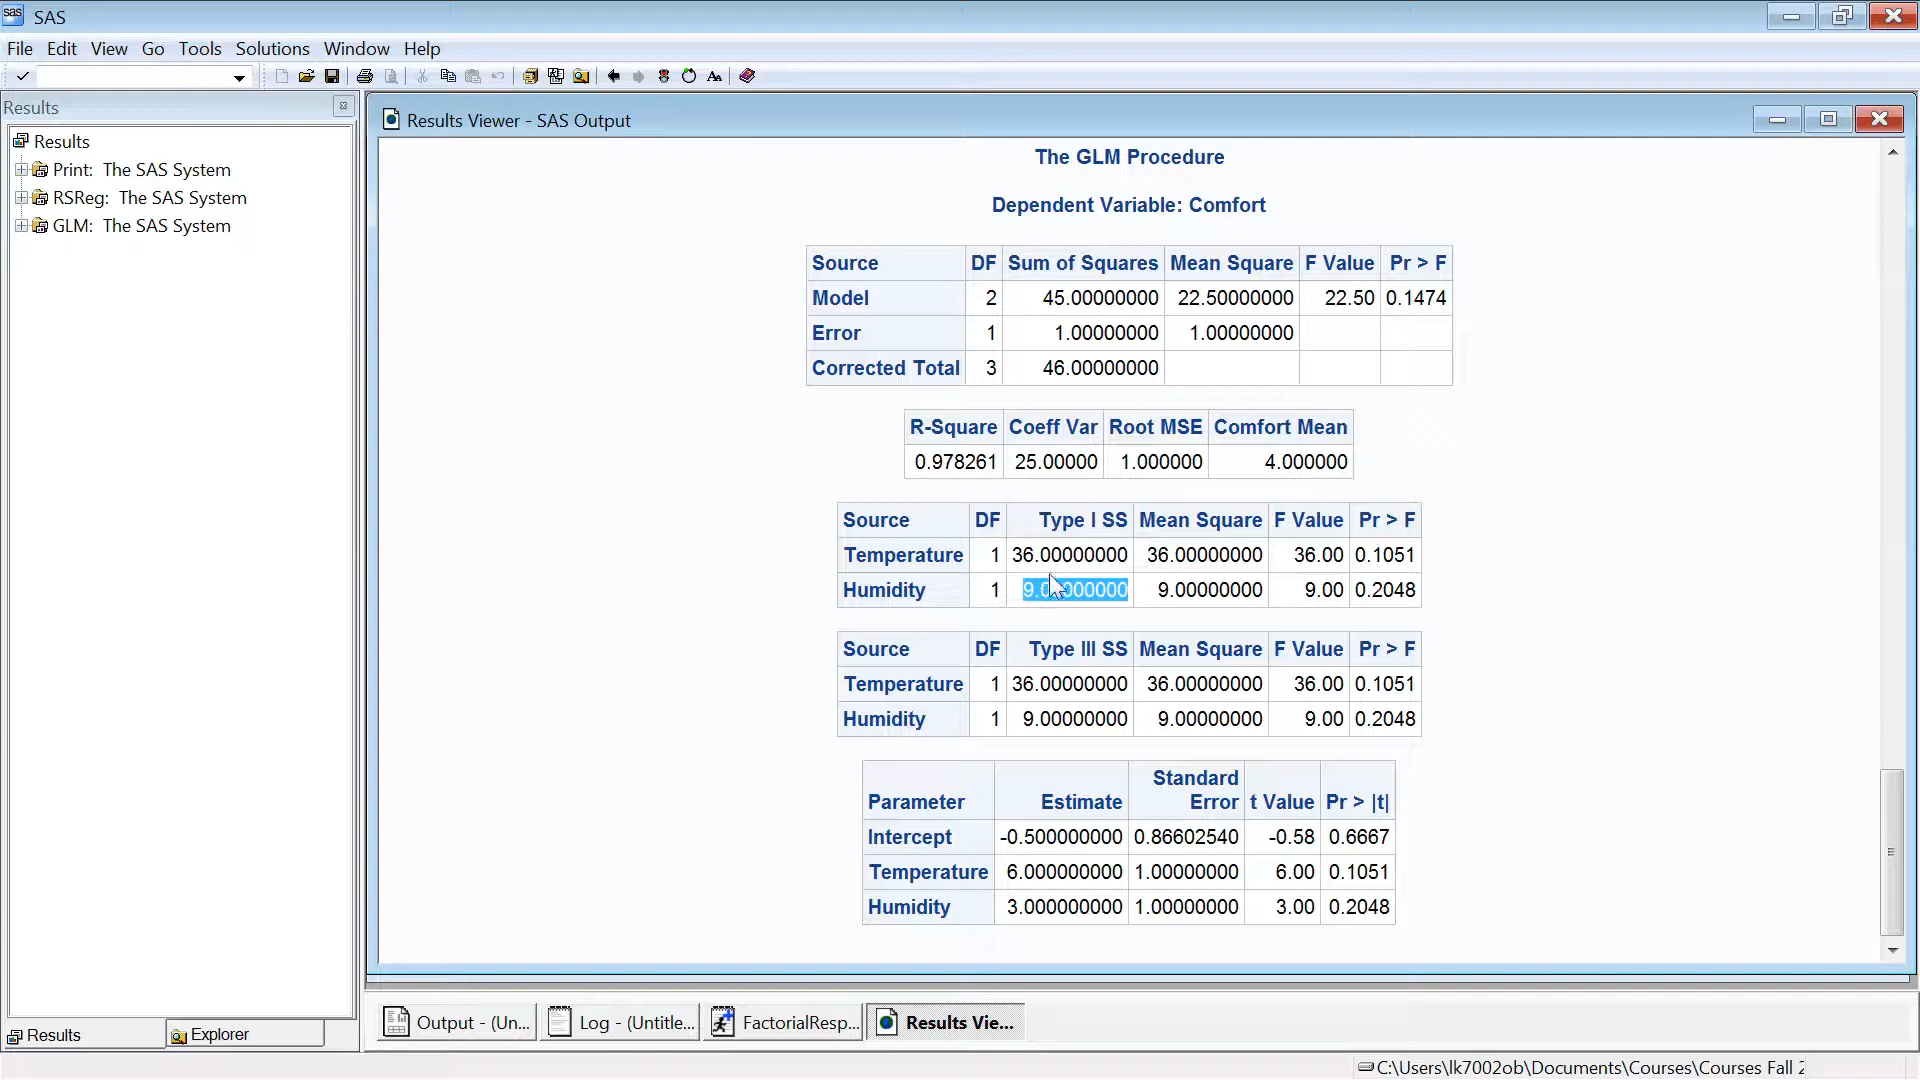 SAS
File Edit View Go Tools Solutions Window Help
Results
Results
Print: The SAS System
RSReg: The SAS System
GLM: The SAS System
Results Viewer - SAS Output
The GLM Procedure
Dependent Variable: Comfort
Source DF Sum of Squares Mean Square F Value Pr > F
Model 2 45.00000000 22.50000000 22.50 0.1474
Error 1 1.00000000 1.00000000
Corrected Total 3 46.00000000
R-Square Coeff Var Root MSE Comfort Mean
0.978261 25.00000 1.000000 4.000000
Source DF Type I SS Mean Square F Value Pr > F
Temperature 1 36.00000000 36.00000000 36.00 0.1051
Humidity 1 9.00000000 9.00000000 9.00 0.2048
Source DF Type III SS Mean Square F Value Pr > F
Temperature 1 36.00000000 36.00000000 36.00 0.1051
Humidity 1 9.00000000 9.00000000 9.00 0.2048
Parameter Estimate Standard Error t Value Pr > |t|
Intercept -0.500000000 0.86602540 -0.58 0.6667
Temperature 6.000000000 1.00000000 6.00 0.1051
Humidity 3.000000000 1.00000000 3.00 0.2048
Output - (Un... Log - (Untitle... FactorialResp... Results Vie...
Results Explorer
C:\Users\lk7002ob\Documents\Courses\Courses Fall 2